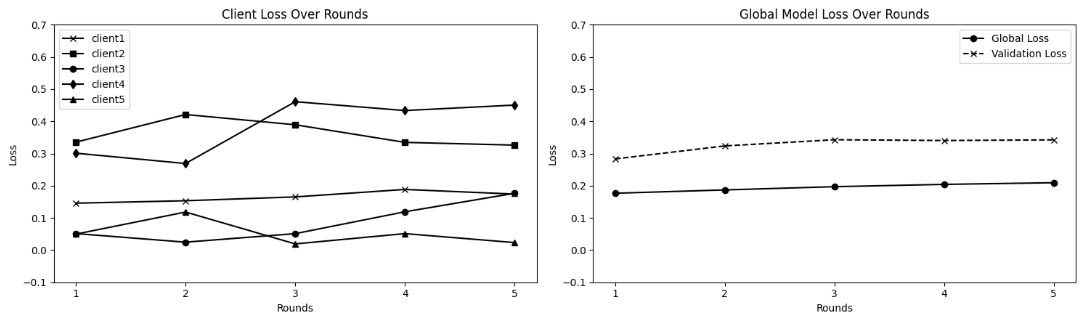 Client Loss Over Rounds
0.7
0.6
0.5
0.4
0.3
0.2
0.1
0.0
−0.1
Loss
client1
client2
client3
client4
client5
1 2 3 4 5
Rounds
Global Model Loss Over Rounds
0.7
0.6
0.5
0.4
0.3
0.2
0.1
0.0
−0.1
Loss
Global Loss
Validation Loss
1 2 3 4 5
Rounds